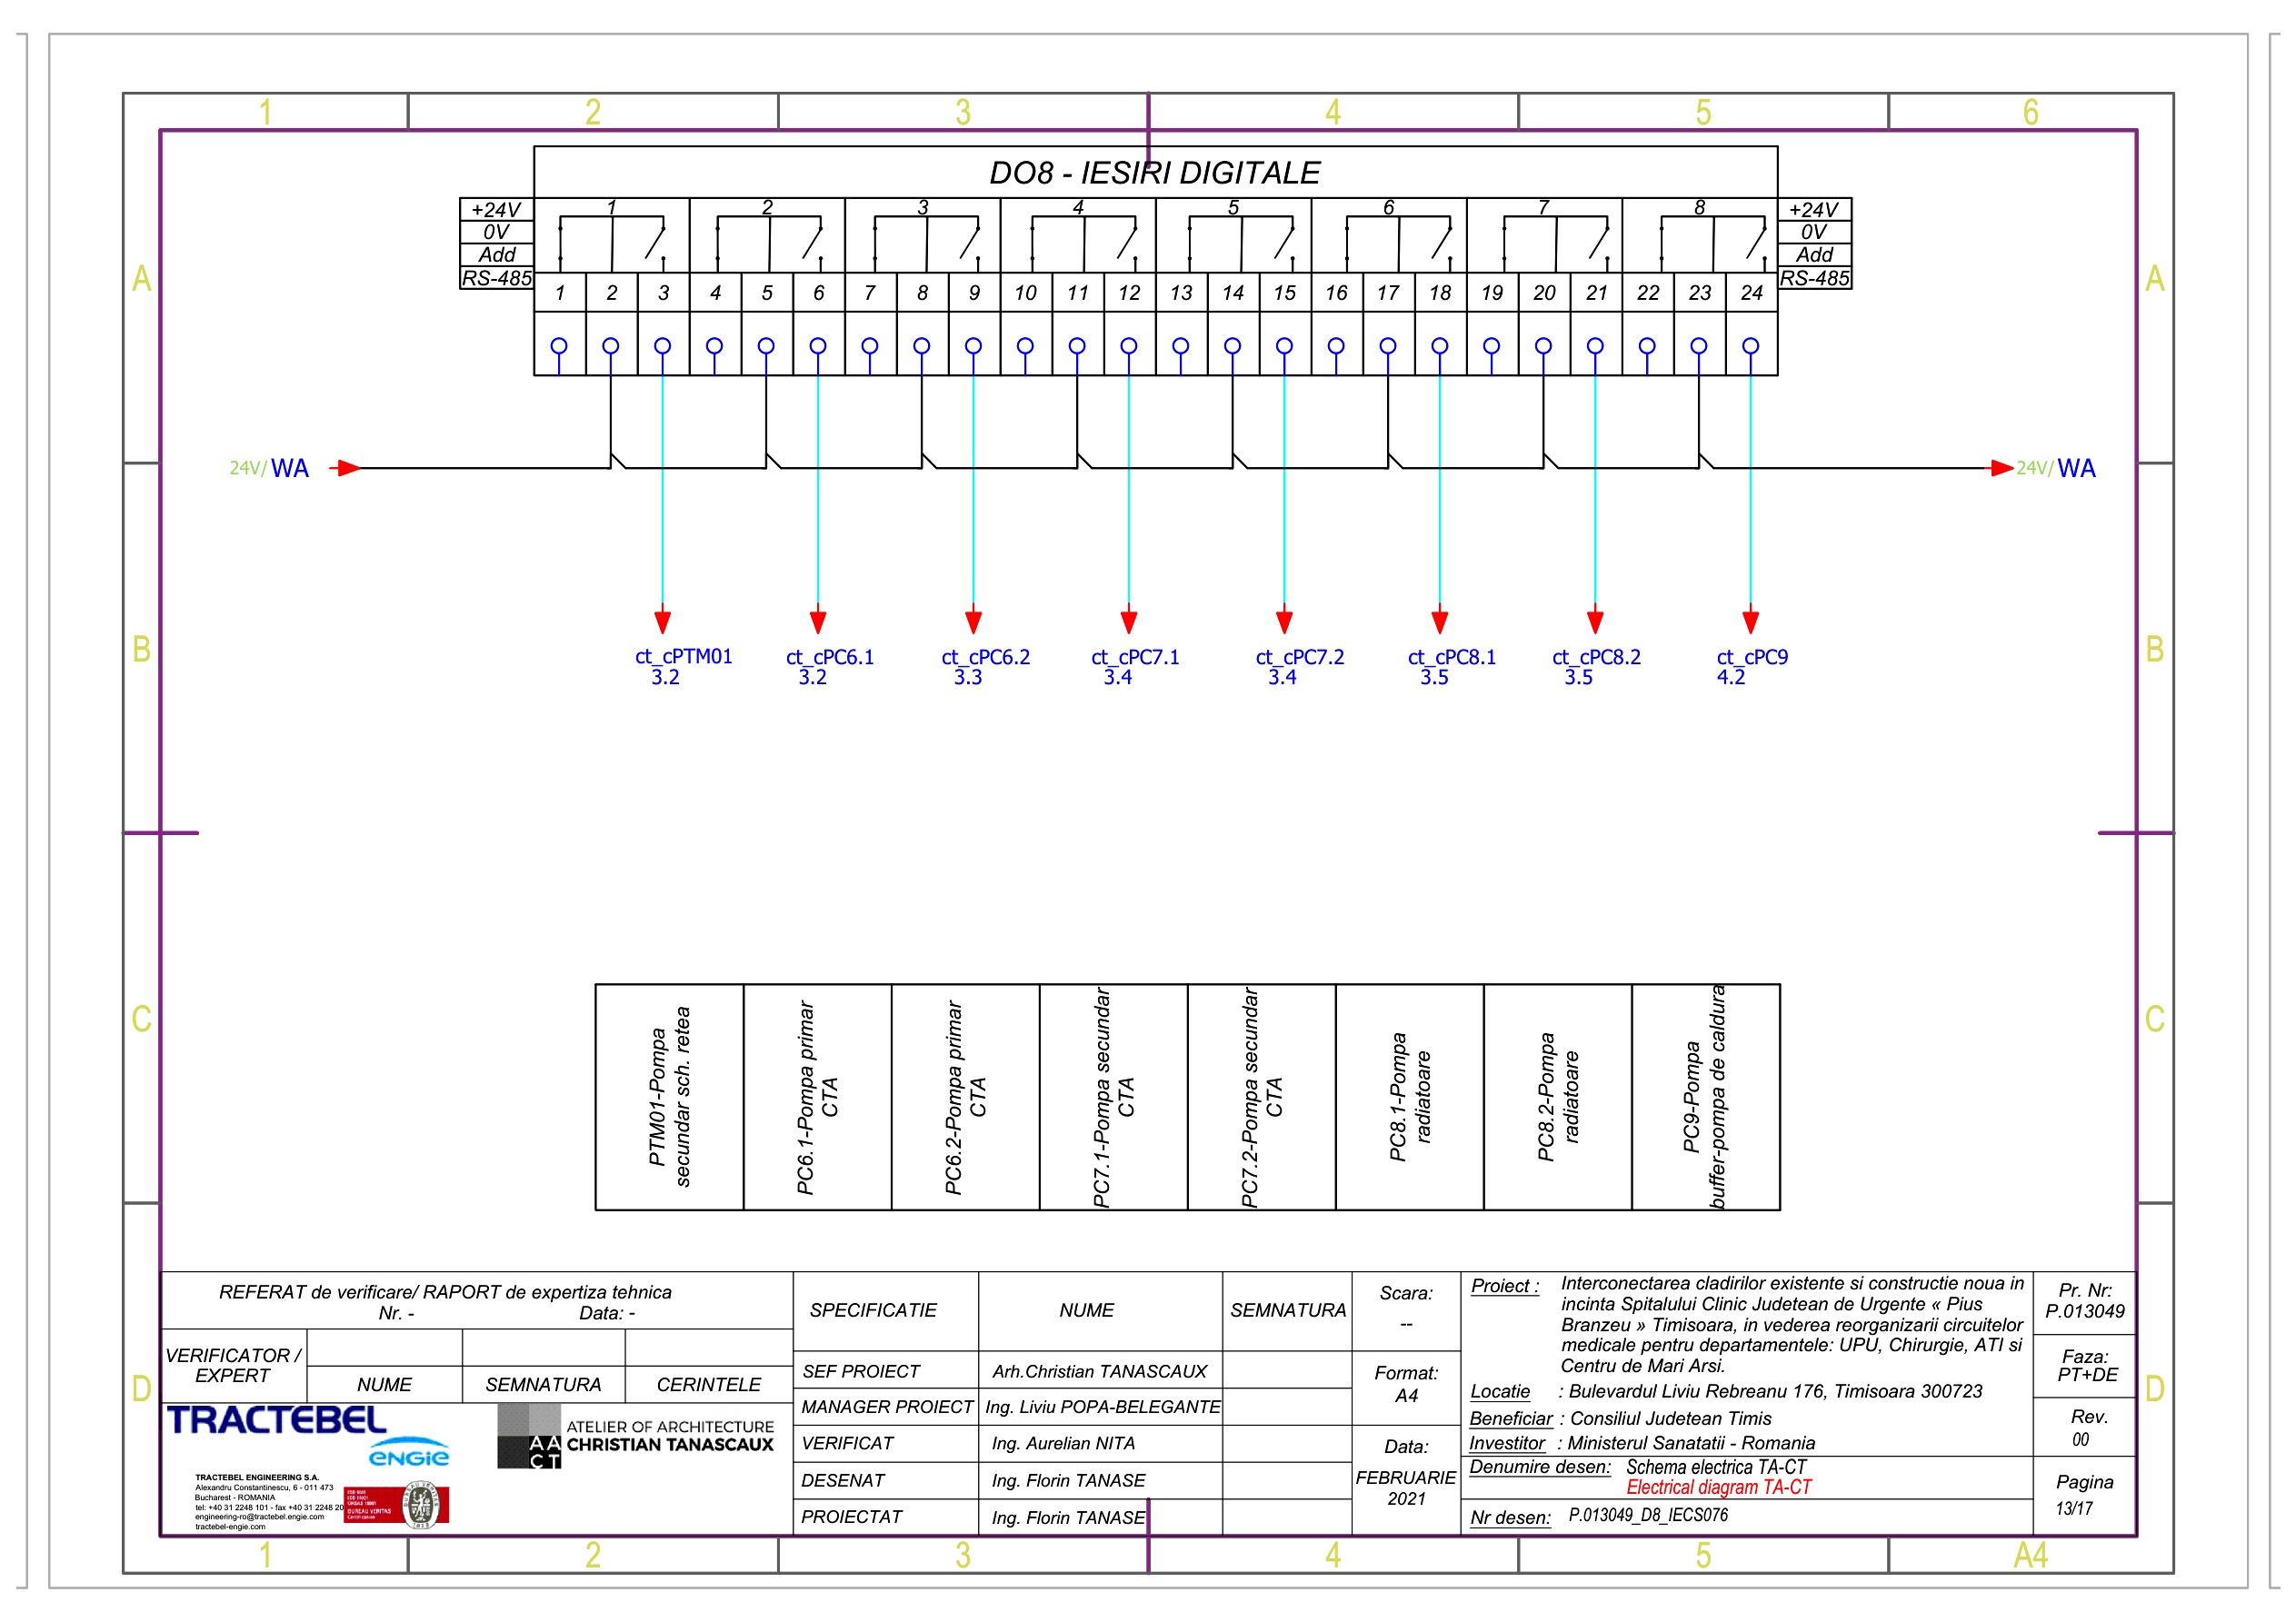 1 2 3 4 5 6
DO8 - IESIRI DIGITALE
+24V 1 2 3 4 5 6 7 8 +24V
0V 0V
Add Add
RS-485 RS-485
1 2 3 4 5 6 7 8 9 10 11 12 13 14 15 16 17 18 19 20 21 22 23 24
A A
24V/ WA 24V/ WA
B B
ct_cPTM01 ct_cPC6.1 ct_cPC6.2 ct_cPC7.1 ct_cPC7.2 ct_cPC8.1 ct_cPC8.2 ct_cPC9
3.2 3.2 3.3 3.4 3.4 3.5 3.5 4.2
C C
PTM01-Pompa
secundar sch. retea
PC6.1-Pompa primar
CTA
PC6.2-Pompa primar
CTA
PC7.1-Pompa secundar
CTA
PC7.2-Pompa secundar
CTA
PC8.1-Pompa
radiatoare
PC8.2-Pompa
radiatoare
PC9-Pompa
buffer-pompa de caldura
D D
REFERAT de verificare/ RAPORT de expertiza tehnica
Nr. - Data: -
VERIFICATOR /
EXPERT
NUME SEMNATURA CERINTELE
TRACTEBEL
ENGIE
TRACTEBEL ENGINEERING S.A.
Alexandru Constantinescu, 6 - 011 473
Bucharest - ROMANIA
tel: +40 31 2248 101 - fax +40 31 2248 20
engineering-ro@tractebel.engie.com
tractebel-engie.com
BUREAU VERITAS
Certification
AA
CT
ATELIER OF ARCHITECTURE
CHRISTIAN TANASCAUX
SPECIFICATIE NUME SEMNATURA
SEF PROIECT Arh.Christian TANASCAUX
MANAGER PROIECT Ing. Liviu POPA-BELEGANTE
VERIFICAT Ing. Aurelian NITA
DESENAT Ing. Florin TANASE
PROIECTAT Ing. Florin TANASE
Scara:
--
Format:
A4
Data:
FEBRUARIE
2021
Proiect : Interconectarea cladirilor existente si constructie noua in
incinta Spitalului Clinic Judetean de Urgente « Pius
Branzeu » Timisoara, in vederea reorganizarii circuitelor
medicale pentru departamentele: UPU, Chirurgie, ATI si
Centru de Mari Arsi.
Locatie : Bulevardul Liviu Rebreanu 176, Timisoara 300723
Beneficiar : Consiliul Judetean Timis
Investitor : Ministerul Sanatatii - Romania
Denumire desen: Schema electrica TA-CT
Electrical diagram TA-CT
Nr desen: P.013049_D8_IECS076
Pr. Nr:
P.013049
Faza:
PT+DE
Rev.
00
Pagina
13/17
1 2 3 4 5 A4